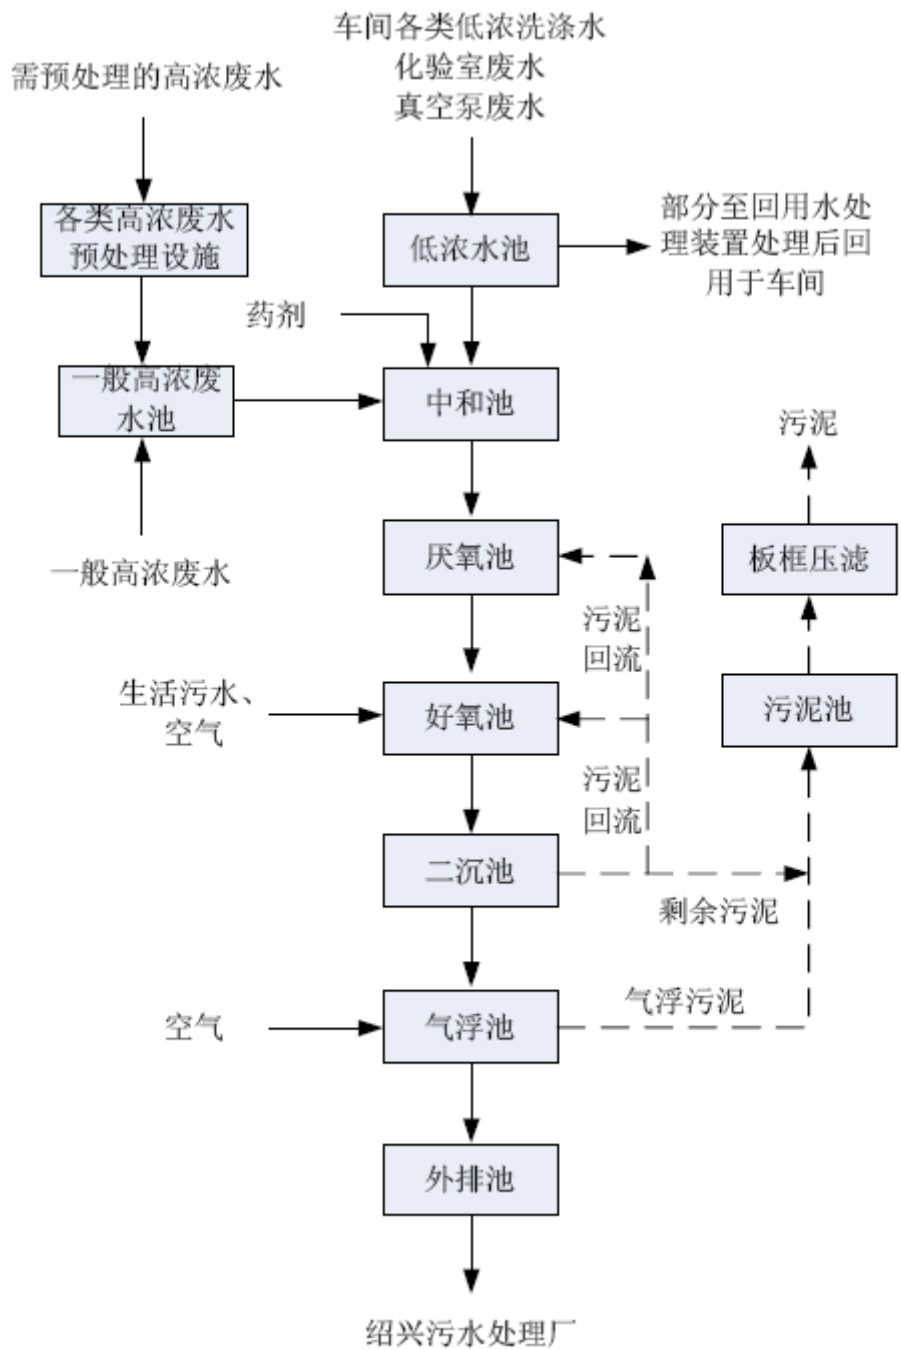 车间各类低浓洗涤水
化验室废水
真空泵废水
需预处理的高浓废水
各类高浓废水
预处理设施
低浓水池
部分至回用水处
理装置处理后回
用于车间
药剂
一般高浓废
水池
中和池
一般高浓废水
污泥
厌氧池
板框压滤
污泥
回流
生活污水、
空气
好氧池
污泥池
污泥
回流
二沉池
剩余污泥
空气
气浮池
气浮污泥
外排池
绍兴污水处理厂